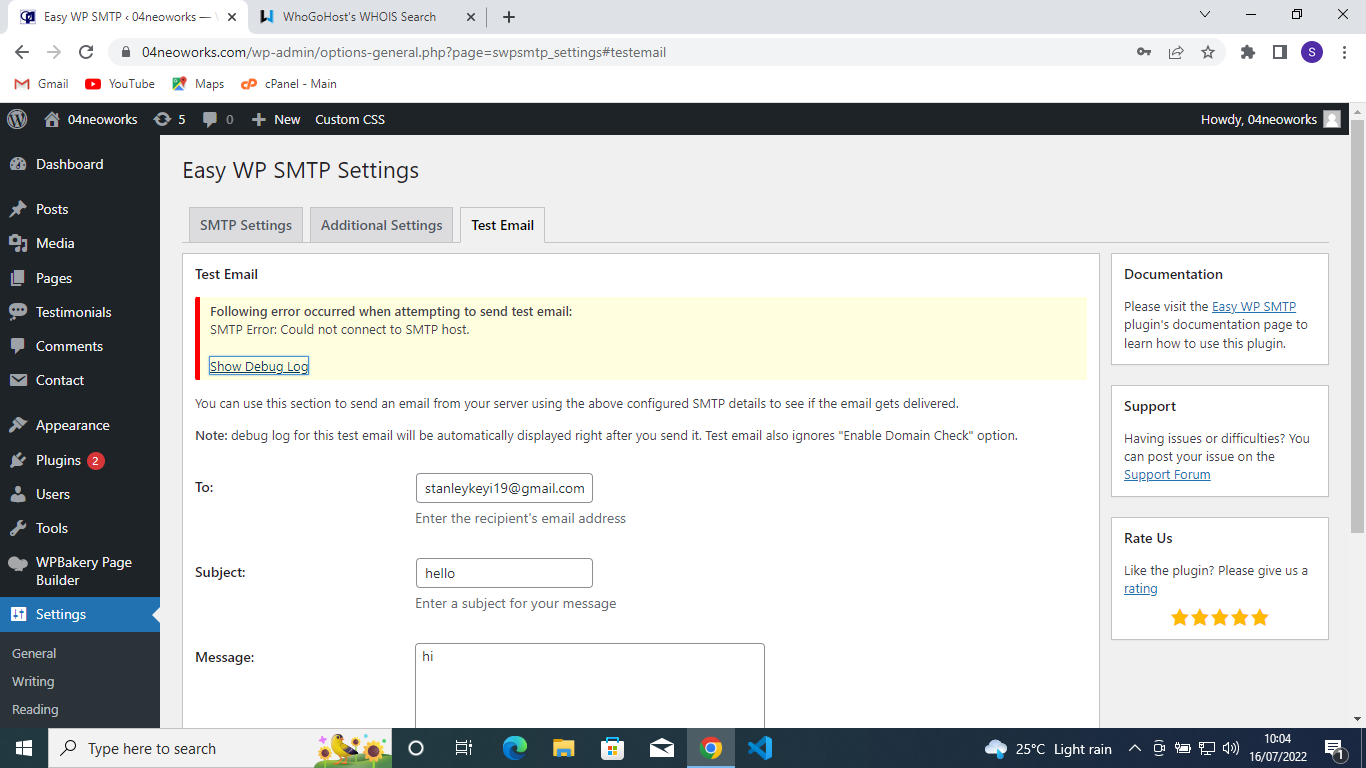 Easy WP SMTP ‹ 04neoworks — W
WhoGoHost's WHOIS Search
04neoworks.com/wp-admin/options-general.php?page=swpsmtp_settings#testemail
S
Gmail
YouTube
Maps
cPanel - Main
04neoworks
5
0
New
Custom CSS
Howdy, 04neoworks
Dashboard
Posts
Media
Pages
Testimonials
Comments
Contact
Appearance
Plugins 2
Users
Tools
WPBakery Page
Builder
Settings
General
Writing
Reading
Easy WP SMTP Settings
SMTP Settings
Additional Settings
Test Email
Test Email
Following error occurred when attempting to send test email:
SMTP Error: Could not connect to SMTP host.
Show Debug Log
You can use this section to send an email from your server using the above configured SMTP details to see if the email gets delivered.
Note: debug log for this test email will be automatically displayed right after you send it. Test email also ignores "Enable Domain Check" option.
To:
stanleykeyi19@gmail.com
Enter the recipient's email address
Subject:
hello
Enter a subject for your message
Message:
hi
Documentation
Please visit the Easy WP SMTP
plugin's documentation page to
learn how to use this plugin.
Support
Having issues or difficulties? You
can post your issue on the
Support Forum
Rate Us
Like the plugin? Please give us a
rating
Type here to search
25°C Light rain
10:04
16/07/2022
1